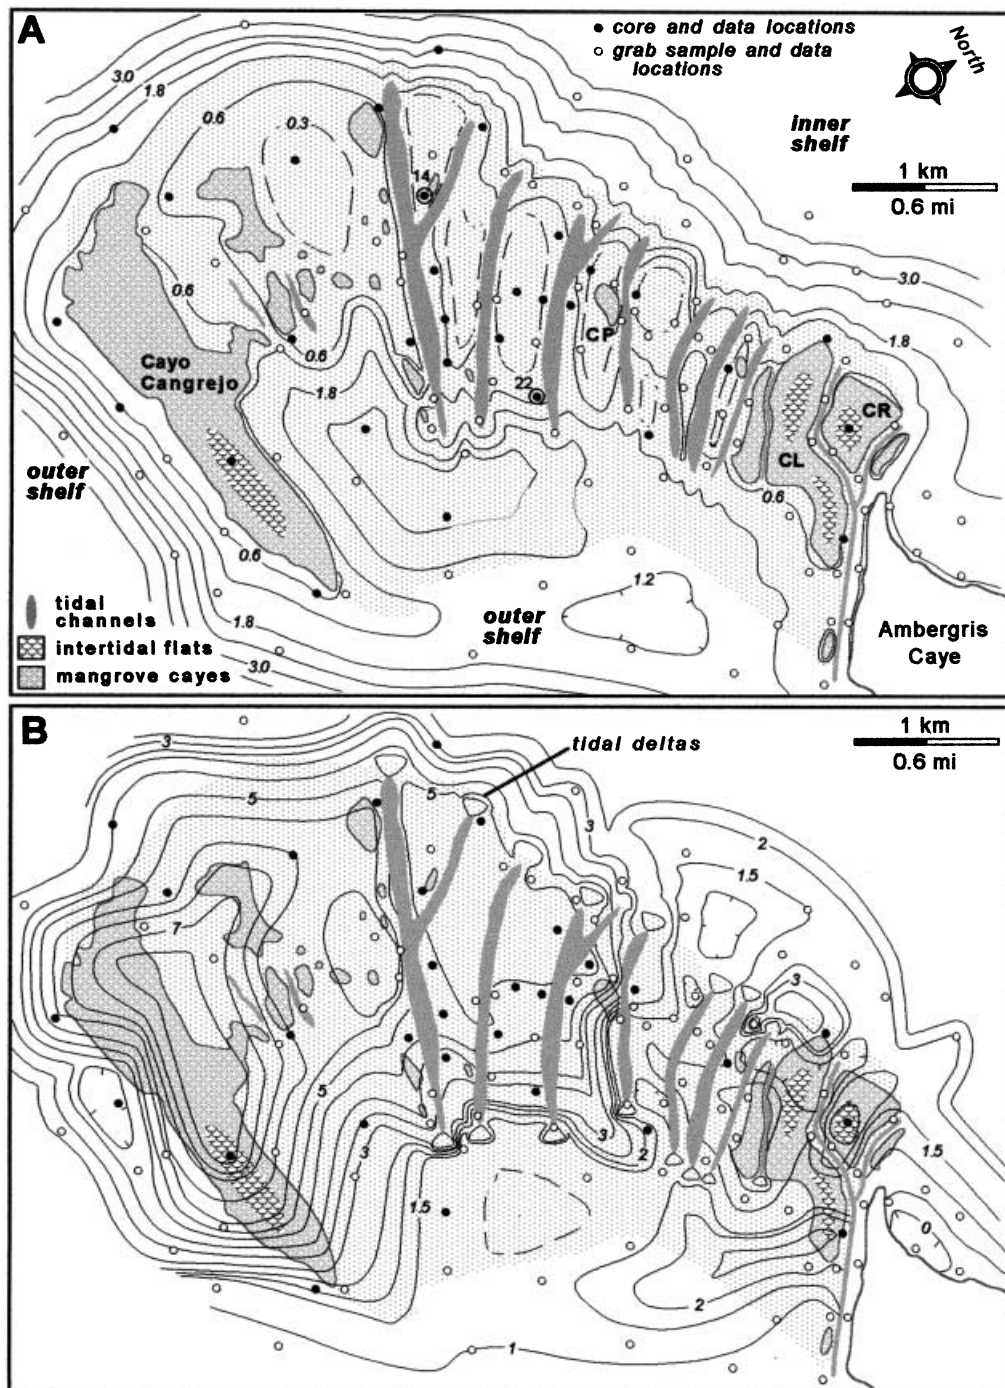 A
core and data locations
grab sample and data
locations
North
3.0
1.8
0.6
0.3
inner
shelf
1 km
0.6 mi
14
3.0
0.6
CP
1.8
Cayo
Cangrejo
0.6
22
1.8
CR
CL
outer
shelf
0.6
0.6
1.2
tidal
channels
outer
shelf
intertidal flats
1.8
Ambergris
Caye
mangrove cayes
3.0
B
1 km
0.6 mi
3
tidal deltas
5
5
3
2
1.5
7
3
5
3
3
2
1.5
1.5
0
2
1